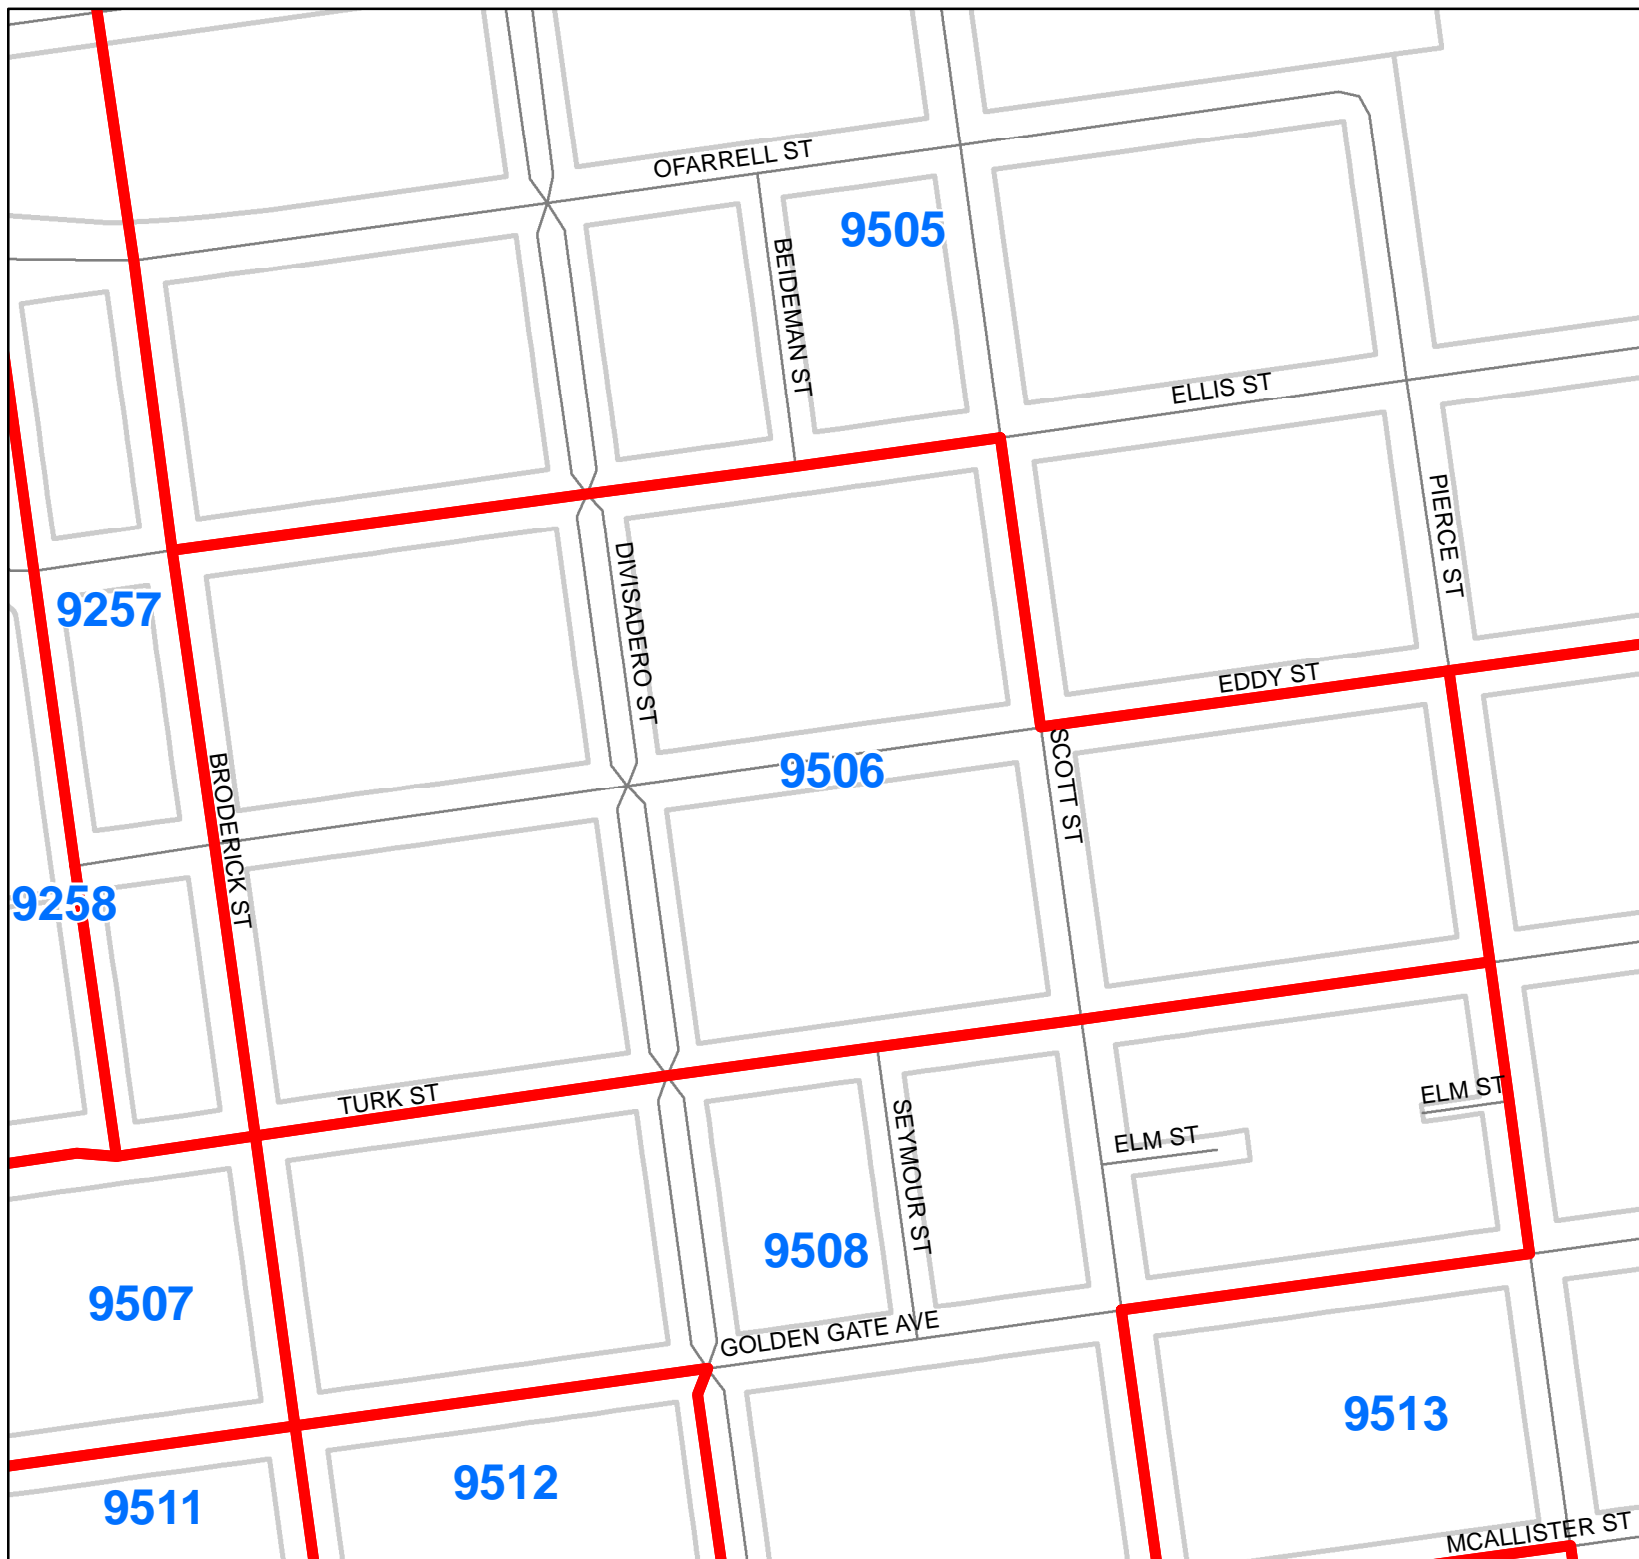 OFARRELL ST
9505
BEIDEMAN ST
ELLIS ST
PIERCE ST
9257
DIVISADERO ST
EDDY ST
9506
SCOTT ST
BRODERICK ST
9258
TURK ST
ELM ST
ELM ST
SEYMOUR ST
9508
9507
GOLDEN GATE AVE
9513
9512
9511
MCALLISTER ST